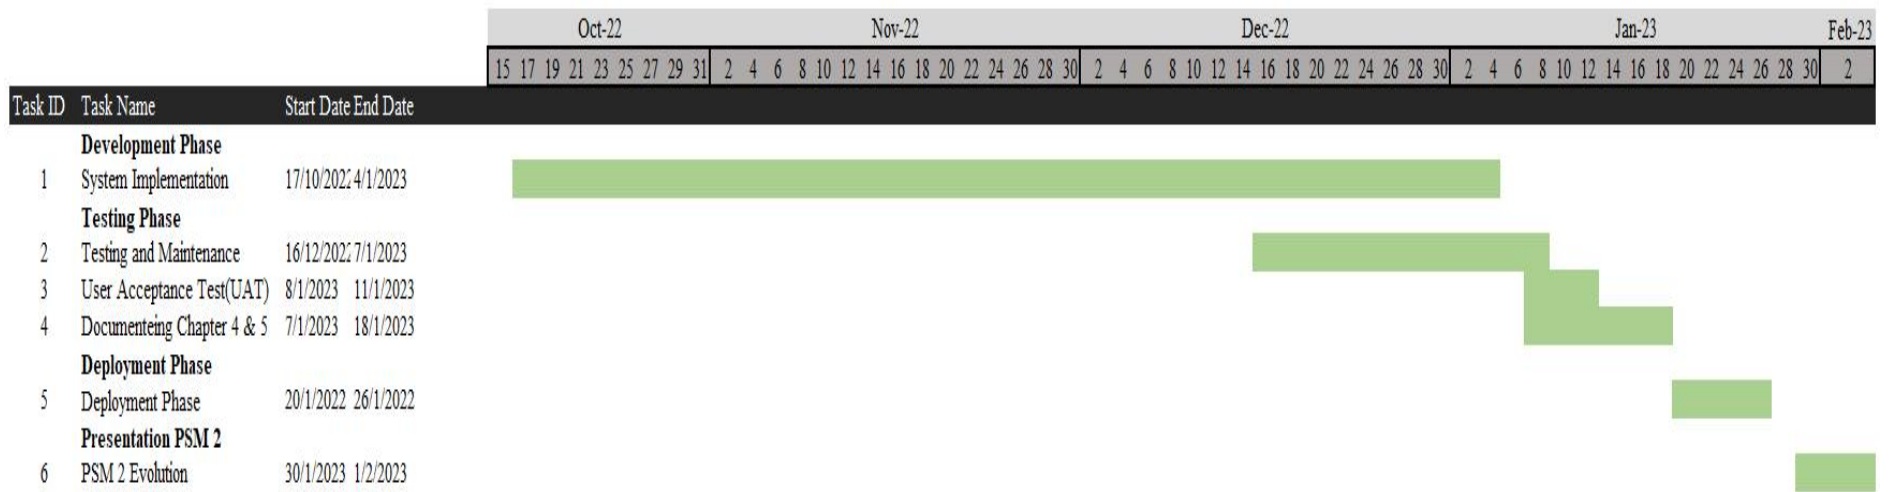 Oct-22 Nov-22 Dec-22 Jan-23 Feb-23
15 17 19 21 23 25 27 29 31 2 4 6 8 10 12 14 16 18 20 22 24 26 28 30 2 4 6 8 10 12 14 16 18 20 22 24 26 28 30 2 4 6 8 10 12 14 16 18 20 22 24 26 28 30 2
Task ID Task Name Start Date End Date
Development Phase
1 System Implementation 17/10/2022 4/1/2023
Testing Phase
2 Testing and Maintenance 16/12/2022 7/1/2023
3 User Acceptance Test(UAT) 8/1/2023 11/1/2023
4 Documenteing Chapter 4 & 5 7/1/2023 18/1/2023
Deployment Phase
5 Deployment Phase 20/1/2022 26/1/2022
Presentation PSM 2
6 PSM 2 Evolution 30/1/2023 1/2/2023